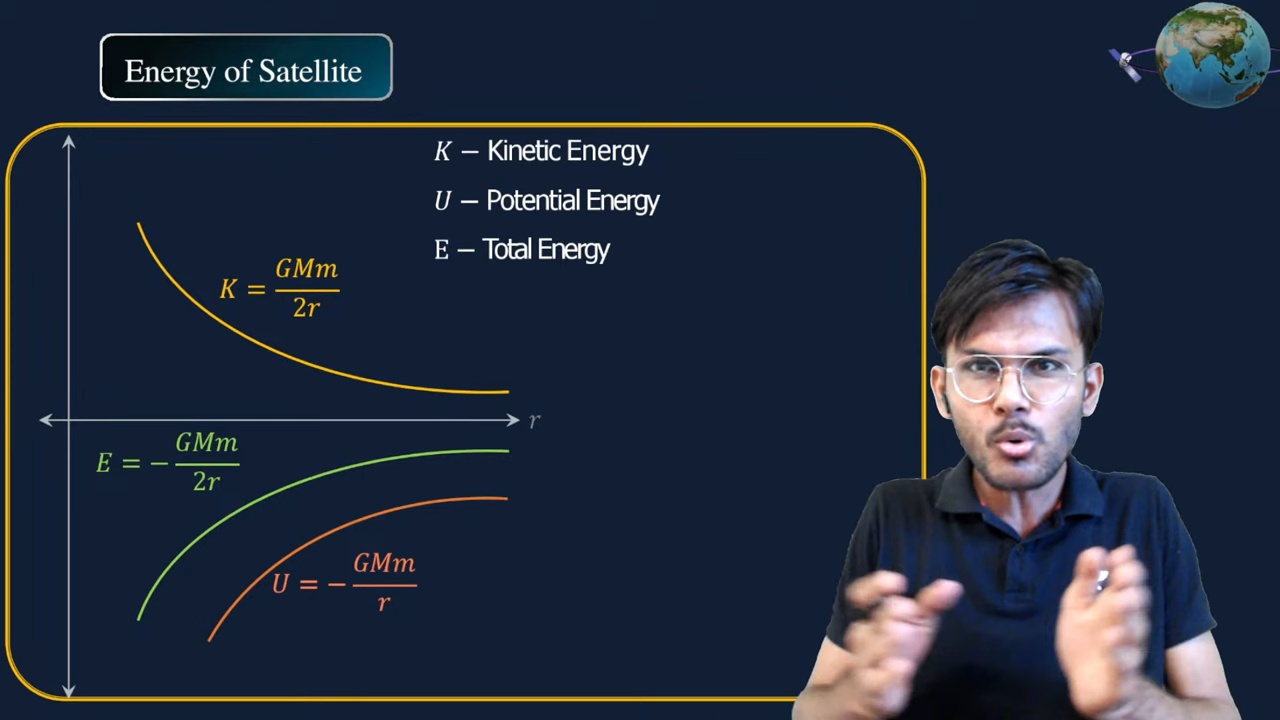 Energy of Satellite
K – Kinetic Energy
U – Potential Energy
E – Total Energy
K = GMm/2r
r
E = −GMm/2r
U = −GMm/r